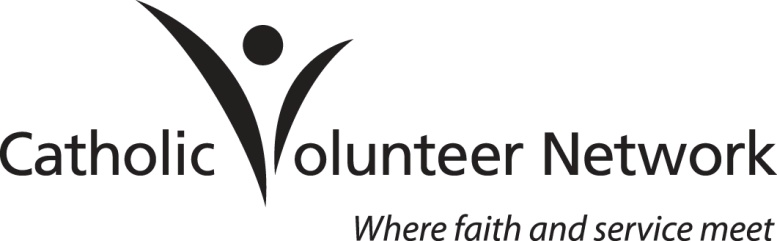 Catholic Volunteer Network
Where faith and service meet